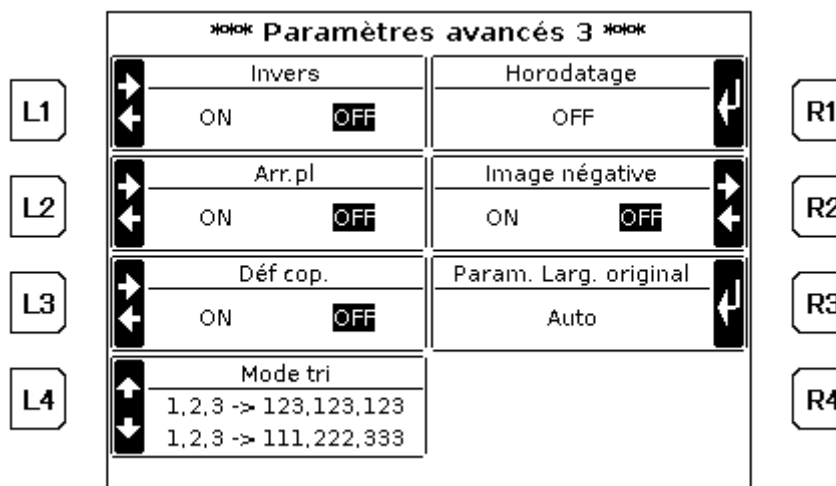 *** Paramètres avancés 3 ***
L1
Invers
ON OFF
Horodatage
OFF
R1
L2
Arr.pl
ON OFF
Image négative
ON OFF
R2
L3
Déf cop.
ON OFF
Param. Larg. original
Auto
R3
L4
Mode tri
1,2,3 -> 123,123,123
1,2,3 -> 111,222,333
R4